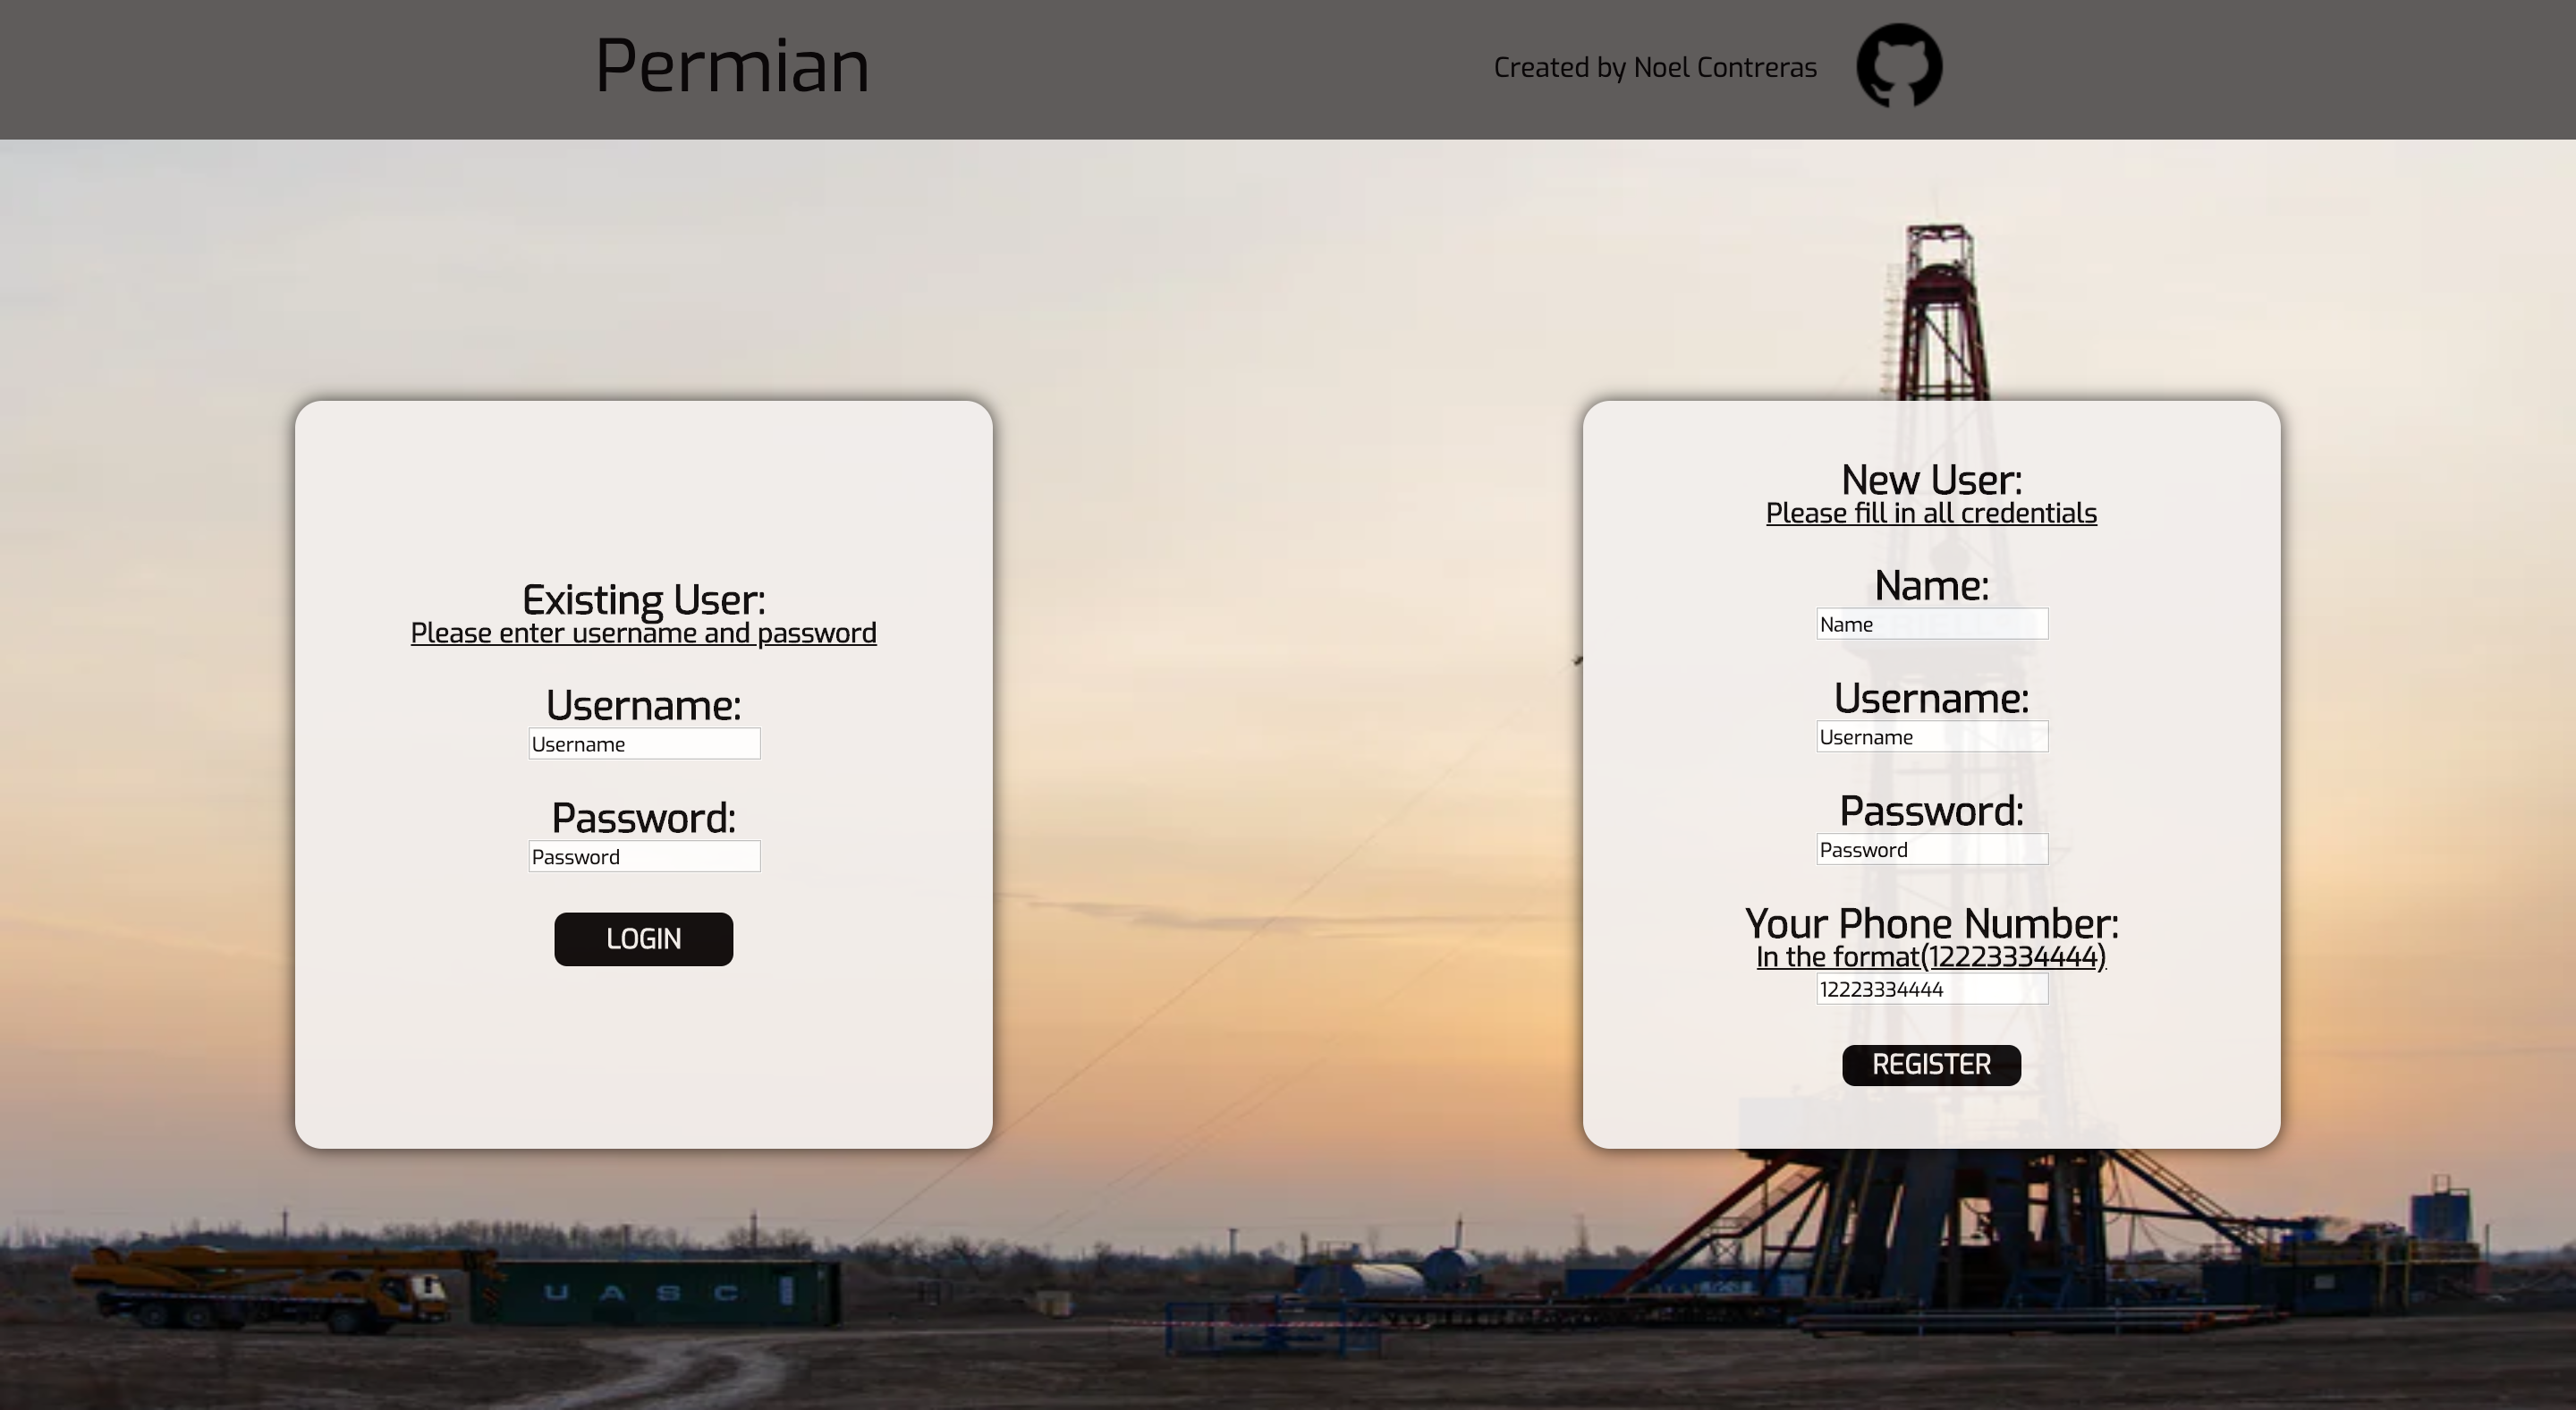 Permian
Created by Noel Contreras
Existing User:
Please enter username and password
Username:
Username
Password:
Password
LOGIN
New User:
Please fill in all credentials
Name:
Name
Username:
Username
Password:
Password
Your Phone Number:
In the format(12223334444)
12223334444
REGISTER
UASC